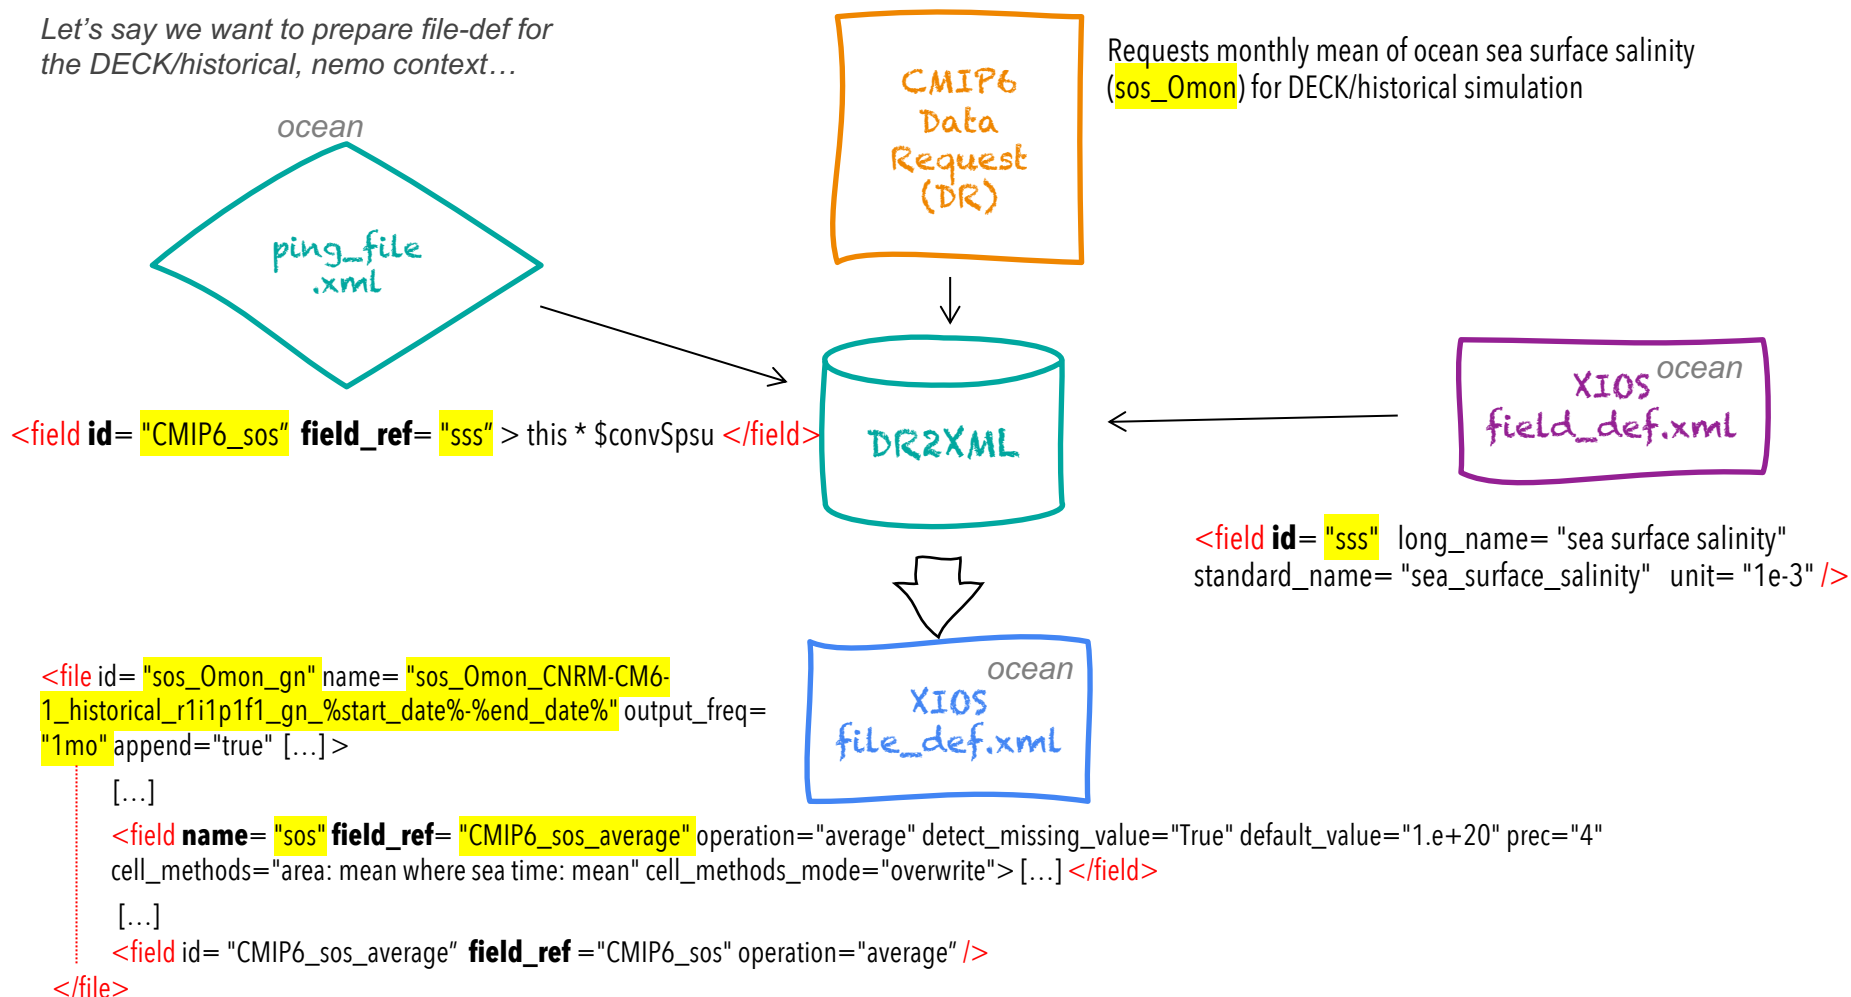 Let’s say we want to prepare file-def for
the DECK/historical, nemo context…
CMIP6
Data
Request
(DR)
Requests monthly mean of ocean sea surface salinity
(sos_Omon) for DECK/historical simulation
ocean
ping_file
.xml
<field id= "CMIP6_sos” field_ref= "sss” > this * $convSpsu </field>
DR2XML
ocean
XIOS
field_def.xml
<field id= "sss" long_name= "sea surface salinity"
standard_name= "sea_surface_salinity" unit= "1e-3" />
ocean
XIOS
file_def.xml
<file id= "sos_Omon_gn" name= "sos_Omon_CNRM-CM6-
1_historical_r1i1p1f1_gn_%start_date%-%end_date%" output_freq=
"1mo" append="true" […] >
[…]
<field name= "sos" field_ref= "CMIP6_sos_average" operation="average" detect_missing_value="True" default_value="1.e+20" prec="4"
cell_methods="area: mean where sea time: mean" cell_methods_mode="overwrite"> […] </field>
[…]
<field id= "CMIP6_sos_average” field_ref ="CMIP6_sos" operation="average” />
</file>